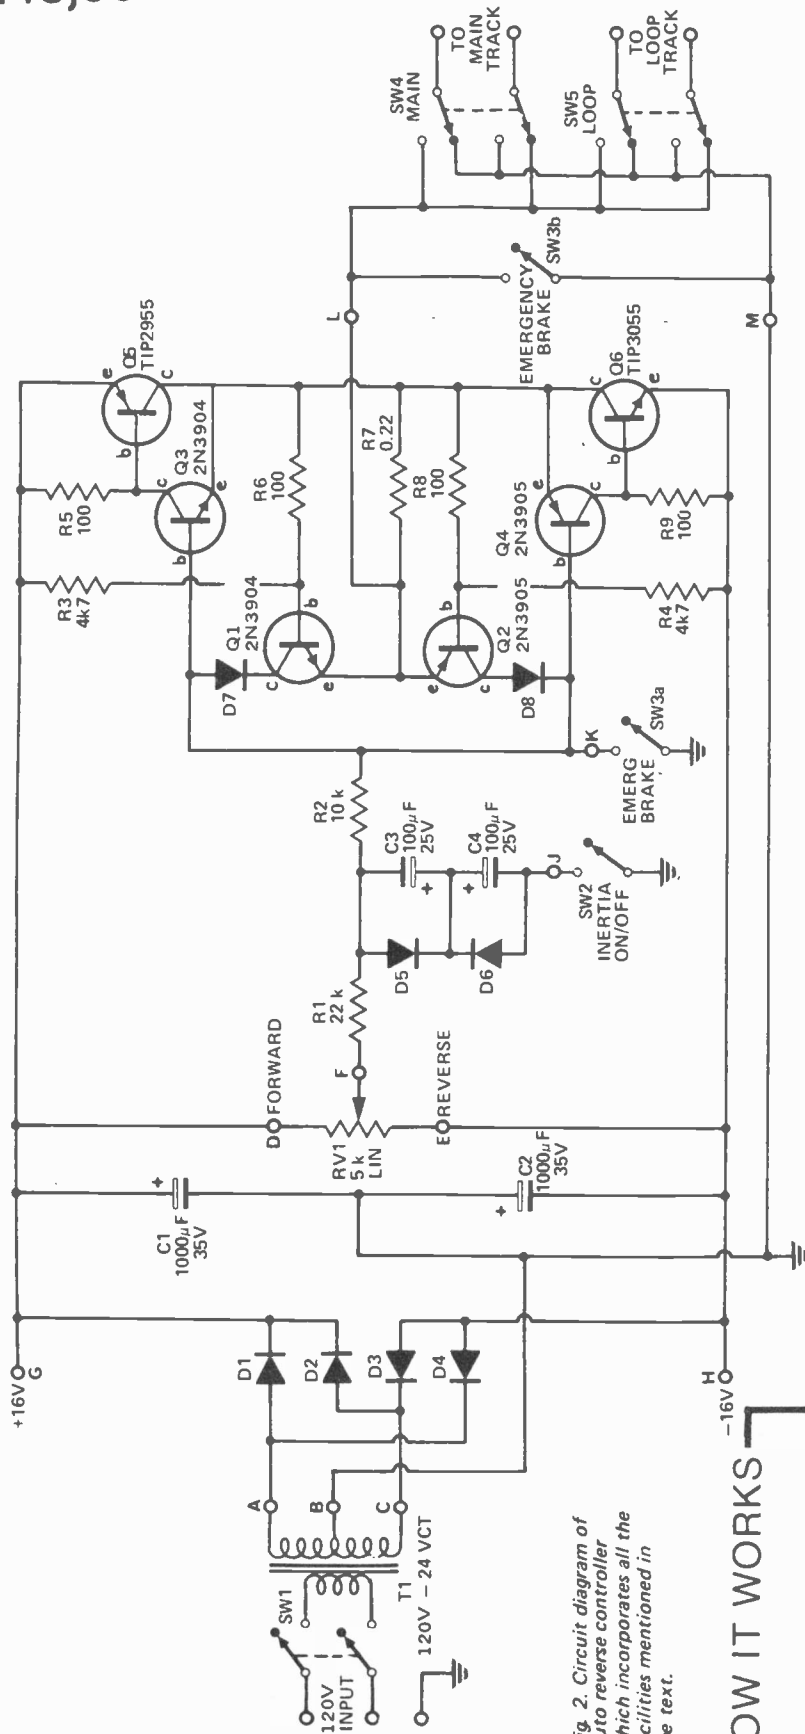 +16V
G
C1
1000µF
35V
D FORWARD
RV1
5 k
LIN
E REVERSE
F
C2
1000µF
35V
R1
22 k
R2
10 k
D5
D6
C3
100µF
25V
C4
100µF
25V
J
SW2
INERTIA
ON/OFF
K
EMERG
BRAKE
SW3a
R3
4k7
R5
100
D7
Q1
2N3904
c
b
e
Q3
2N3904
c
b
e
Q5
TIP2955
e
b
c
R6
100
R7
0.22
R8
100
Q2
2N3905
e
b
c
D8
Q4
2N3905
e
b
c
R4
4k7
R9
100
Q6
TIP3055
c
b
e
L
M
EMERGENCY
BRAKE
SW3b
SW4
MAIN
TO
MAIN
TRACK
SW5
LOOP
TO
LOOP
TRACK
D1
D2
D3
D4
A
B
C
H
-16V
SW1
120V
INPUT
T1
120V – 24 VCT
Circuit diagram of
reverse controller
which incorporates all the
mentioned in
text.
IT WORKS